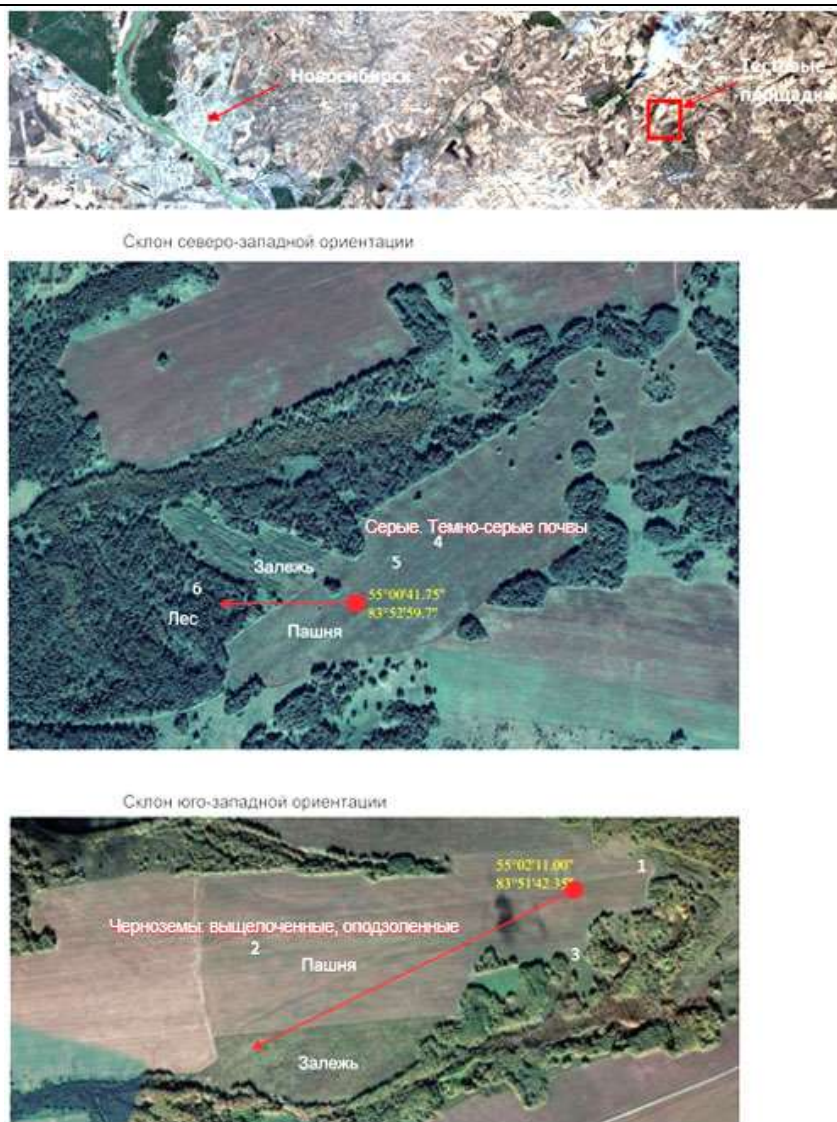 Новосибирск
Тестовые
площадки
Склон северо-западной ориентации
Серые. Темно-серые почвы
4
5
Залежь
6
55°00'41.75"
83°52'59.7"
Лес
Пашня
Склон юго-западной ориентации
55°02'11.00"
1
83°51'42.35"
Черноземы: выщелоченные, оподзоленные
2
3
Пашня
Залежь